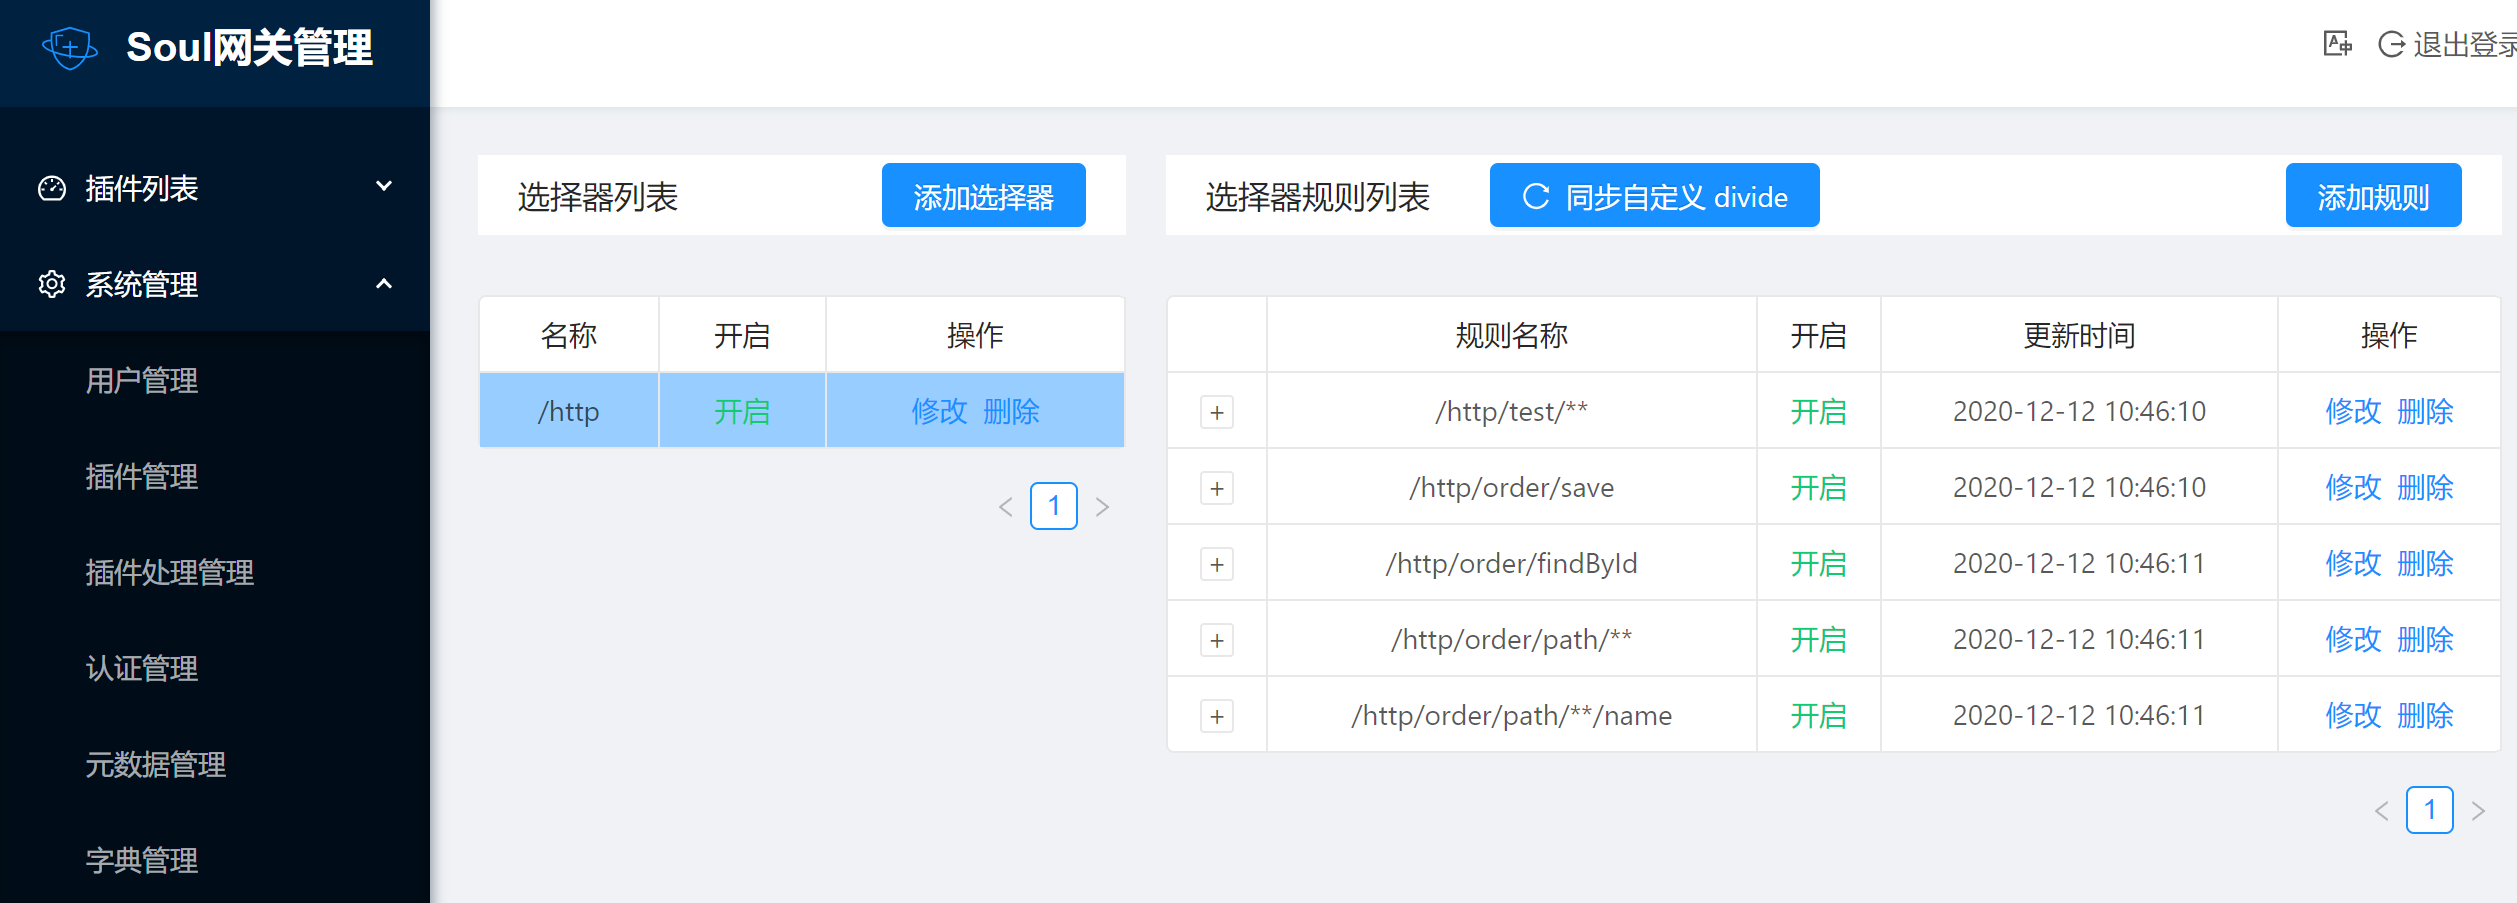 Soul网关管理
退出登录
插件列表
系统管理
用户管理
插件管理
插件处理管理
认证管理
元数据管理
字典管理
选择器列表 添加选择器
名称 开启 操作
/http 开启 修改 删除
< 1 >
选择器规则列表 同步自定义 divide 添加规则
规则名称 开启 更新时间 操作
+ /http/test/** 开启 2020-12-12 10:46:10 修改 删除
+ /http/order/save 开启 2020-12-12 10:46:10 修改 删除
+ /http/order/findById 开启 2020-12-12 10:46:11 修改 删除
+ /http/order/path/** 开启 2020-12-12 10:46:11 修改 删除
+ /http/order/path/**/name 开启 2020-12-12 10:46:11 修改 删除
< 1 >